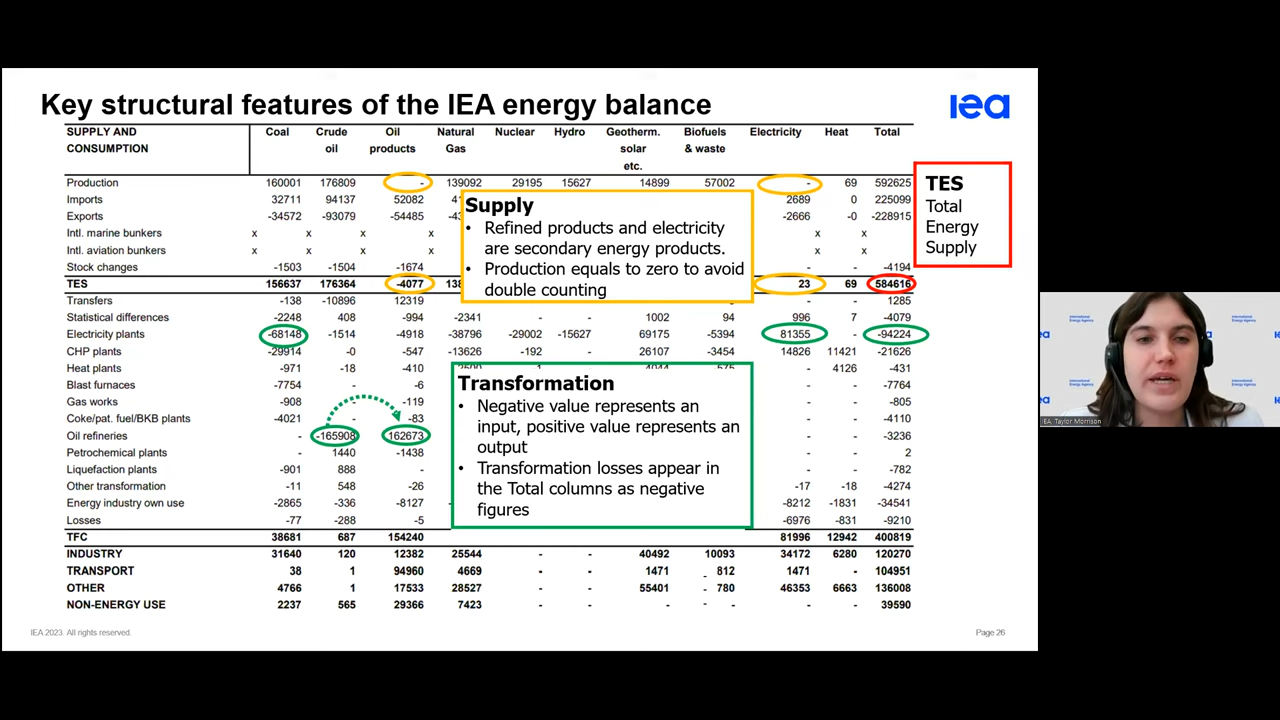 Key structural features of the IEA energy balance
iea
SUPPLY AND CONSUMPTION Coal Crude oil Oil products Natural Gas Nuclear Hydro Geotherm. solar etc. Biofuels & waste Electricity Heat Total
Production 160001 176809 - 139092 29195 15627 14899 57002 - 69 592625
Imports 32711 94137 52082 2689 0 225099
Exports -34572 -93079 -54485 -2666 -0 -228915
Intl. marine bunkers x x x x x x
Intl. aviation bunkers x x x x x x
Stock changes -1503 -1504 -1674 - - -4194
TES 156637 176364 -4077 23 69 584616
Transfers -138 -10896 12319 - - 1285
Statistical differences -2248 408 -994 -2341 - - 1002 94 996 7 -4079
Electricity plants -68148 -1514 -4918 -38796 -29002 -15627 69175 -5394 81355 - -94224
CHP plants -29914 -0 -547 -13626 -192 - 26107 -3454 14826 11421 -21626
Heat plants -971 -18 -410 - 4126 -431
Blast furnaces -7754 - -6 - - -7764
Gas works -908 - -119 - - -805
Coke/pat. fuel/BKB plants -4021 - -83 - - -4110
Oil refineries - -165908 162673 - - -3236
Petrochemical plants - 1440 -1438 - - 2
Liquefaction plants -901 888 - - - -782
Other transformation -11 548 -26 -17 -18 -4274
Energy industry own use -2865 -336 -8127 -8212 -1831 -34541
Losses -77 -288 -5 -6976 -831 -9210
TFC 38681 687 154240 81996 12942 400819
INDUSTRY 31640 120 12382 25544 - - 40492 10093 34172 6280 120270
TRANSPORT 38 1 94960 4669 - - 1471 - 812 1471 - 104951
OTHER 4766 1 17533 28527 - - 55401 - 780 46353 6663 136008
NON-ENERGY USE 2237 565 29366 7423 - - - - - - - 39590
Supply
• Refined products and electricity
are secondary energy products.
• Production equals to zero to avoid
double counting
Transformation
• Negative value represents an
input, positive value represents an
output
• Transformation losses appear in
the Total columns as negative
figures
TES
Total
Energy
Supply
IEA 2023. All rights reserved.
Page 26
IEA, Taylor Morrison